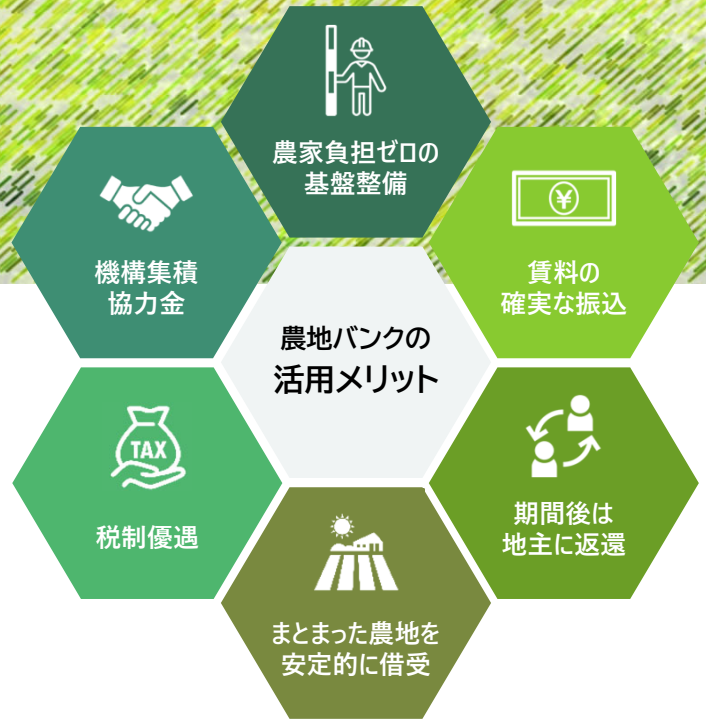 農地バンクの
活用メリット
農家負担ゼロの
基盤整備
¥
賃料の
確実な振込
期間後は
地主に返還
まとまった農地を
安定的に借受
TAX
税制優遇
機構集積
協力金